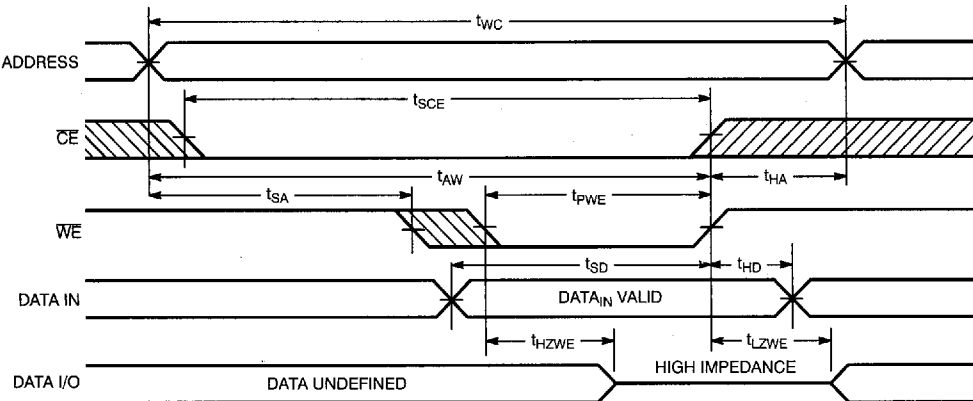 tWC
ADDRESS
tSCE
CE
tAW
tHA
tSA
tPWE
WE
tSD
tHD
DATA IN
DATAIN VALID
tHZWE
tLZWE
HIGH IMPEDANCE
DATA I/O
DATA UNDEFINED